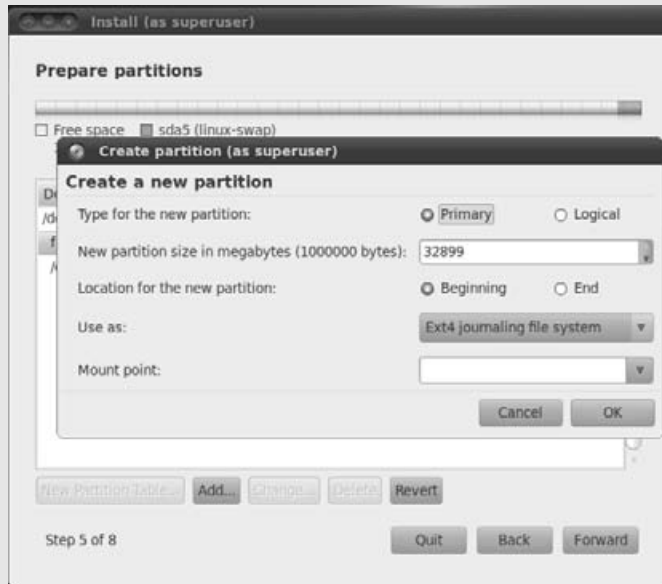 Install (as superuser)
Prepare partitions
Free space sda5 (linux-swap)
Create partition (as superuser)
Create a new partition
Type for the new partition: Primary Logical
New partition size in megabytes (1000000 bytes): 32899
Location for the new partition: Beginning End
Use as: Ext4 journaling file system
Mount point:
Cancel OK
New Partition Table... Add... Change... Delete Revert
Step 5 of 8 Quit Back Forward